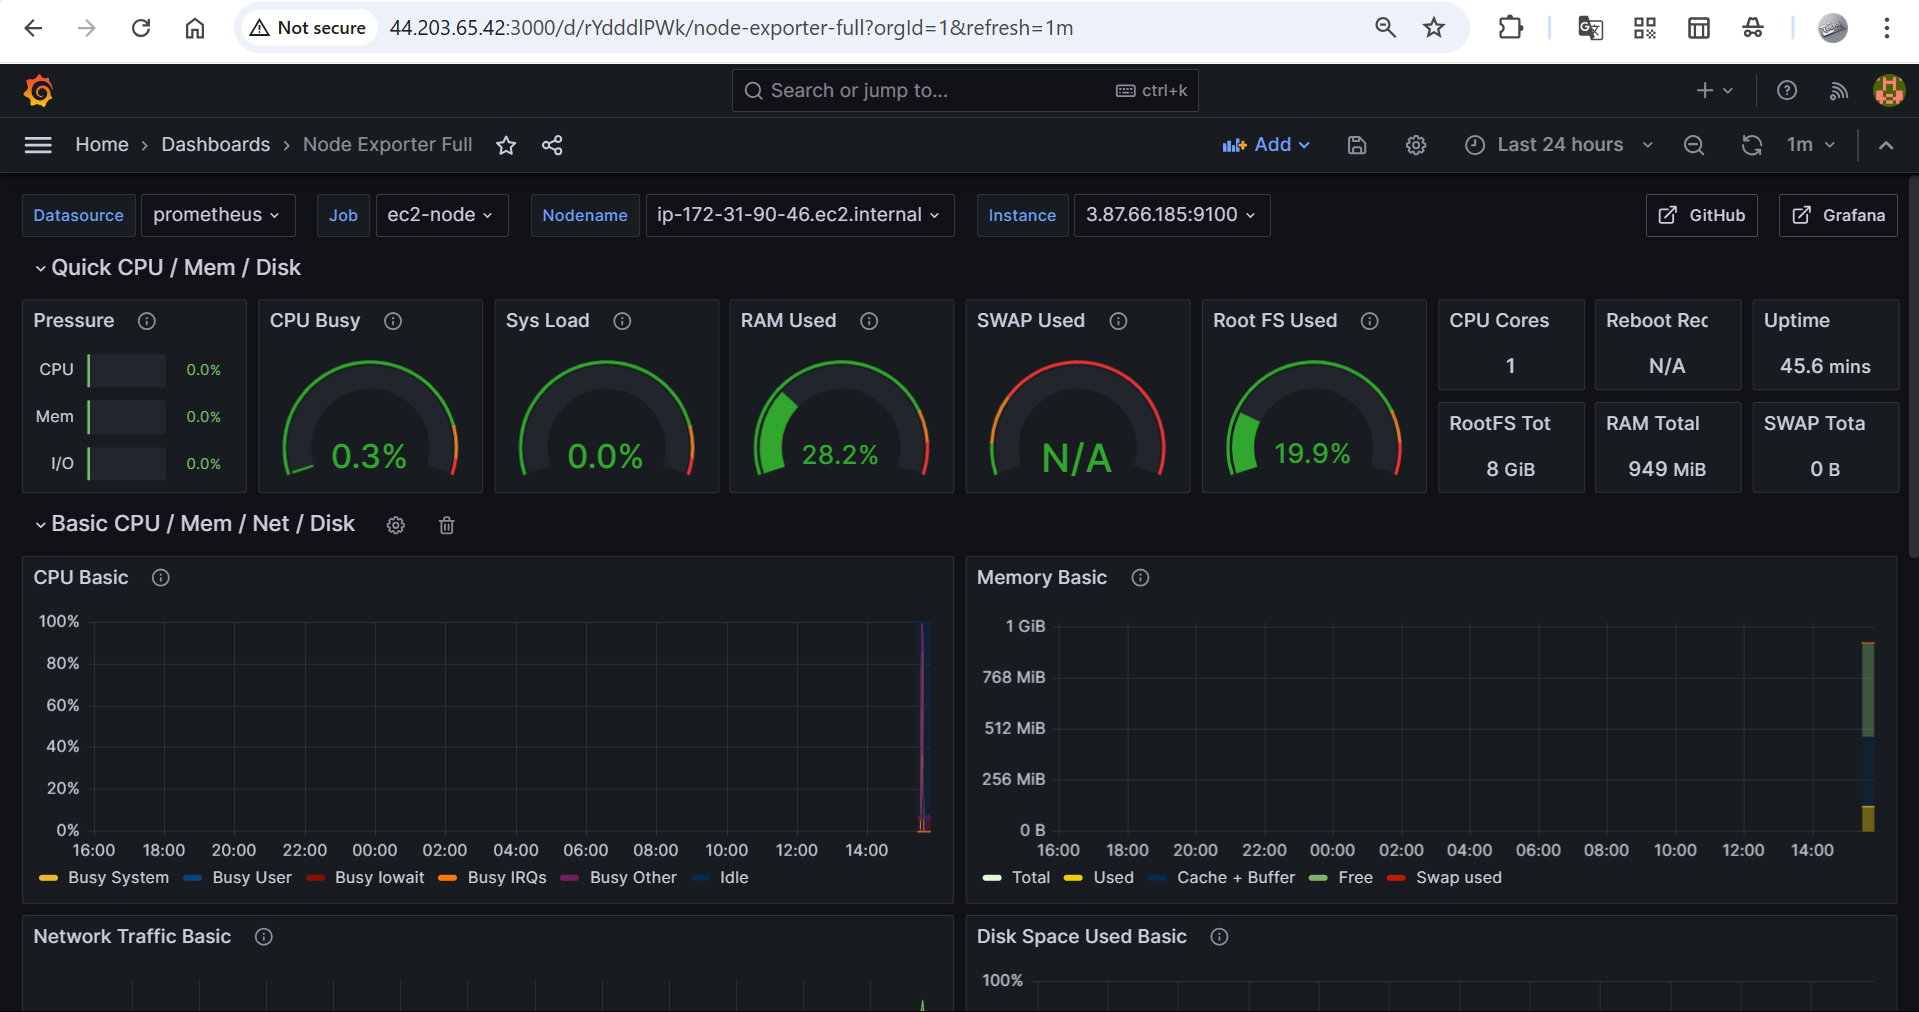 Not secure
44.203.65.42:3000/d/rYdddlPWk/node-exporter-full?orgId=1&refresh=1m
Search or jump to...
ctrl+k
Home › Dashboards › Node Exporter Full
Add
Last 24 hours
1m
Datasource
prometheus
Job
ec2-node
Nodename
ip-172-31-90-46.ec2.internal
Instance
3.87.66.185:9100
GitHub
Grafana
Quick CPU / Mem / Disk
Pressure
CPU
0.0%
Mem
0.0%
I/O
0.0%
CPU Busy
0.3%
Sys Load
0.0%
RAM Used
28.2%
SWAP Used
N/A
Root FS Used
19.9%
CPU Cores
1
Reboot Rec
N/A
Uptime
45.6 mins
RootFS Tot
8 GiB
RAM Total
949 MiB
SWAP Tota
0 B
Basic CPU / Mem / Net / Disk
CPU Basic
100%
80%
60%
40%
20%
0%
16:00 18:00 20:00 22:00 00:00 02:00 04:00 06:00 08:00 10:00 12:00 14:00
Busy System Busy User Busy Iowait Busy IRQs Busy Other Idle
Memory Basic
1 GiB
768 MiB
512 MiB
256 MiB
0 B
16:00 18:00 20:00 22:00 00:00 02:00 04:00 06:00 08:00 10:00 12:00 14:00
Total Used Cache + Buffer Free Swap used
Network Traffic Basic
Disk Space Used Basic
100%